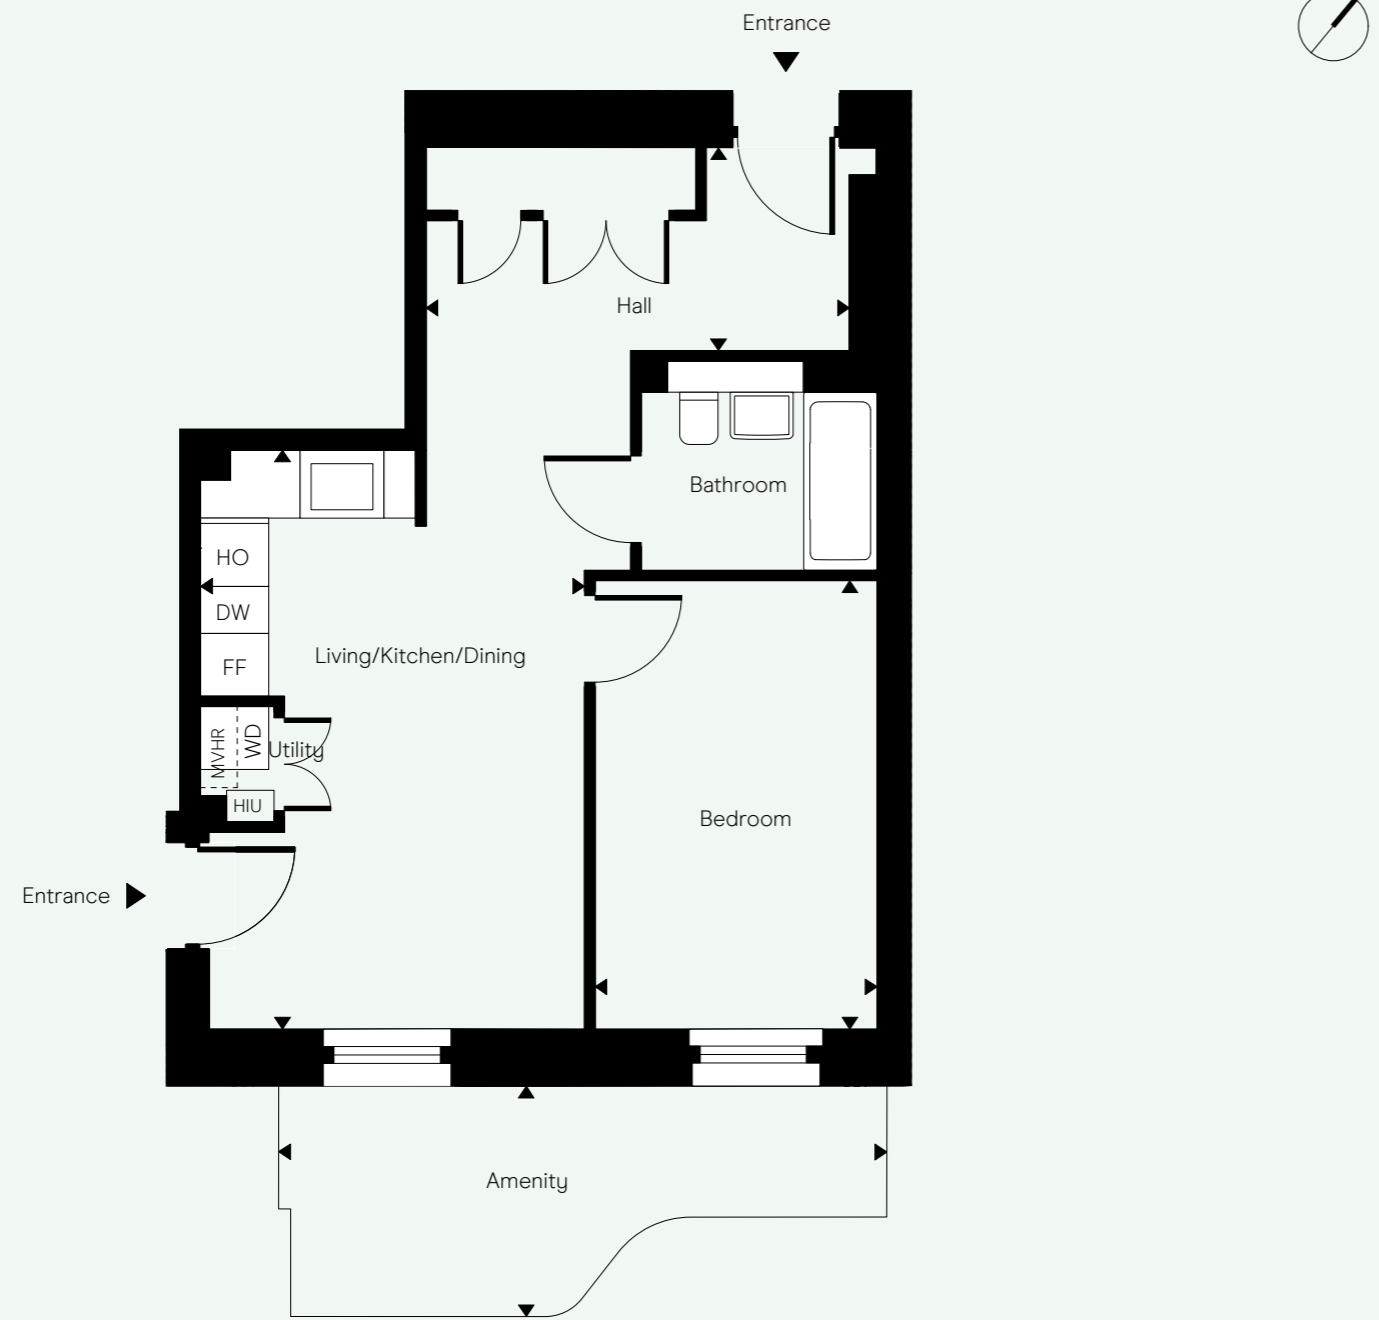 Entrance
Hall
Bathroom
HO
DW
FF
Living/Kitchen/Dining
MVHR
WD
Utility
HIU
Bedroom
Entrance
Amenity